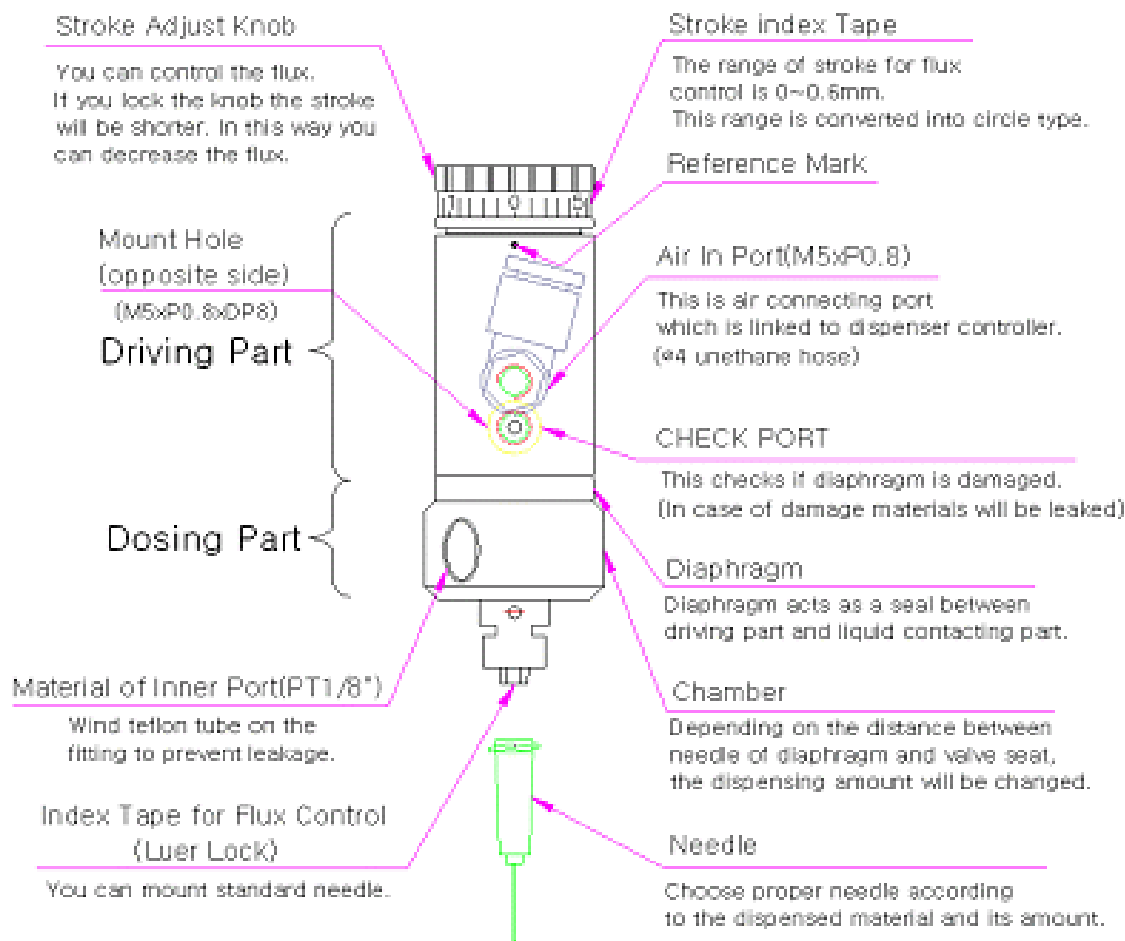 Stroke Adjust Knob
You can control the flux.
If you lock the knob the stroke
will be shorter. In this way you
can decrease the flux.
Stroke index Tape
The range of stroke for flux
control is 0~0.6mm.
This range is converted into circle type.
Reference Mark
1 0 5
Mount Hole
(opposite side)
(M5xP0.8xDP8)
Driving Part
Air In Port(M5xP0.8)
This is air connecting port
which is linked to dispenser controller.
(ø4 urethane hose)
CHECK PORT
This checks if diaphragm is damaged.
(In case of damage materials will be leaked)
Dosing Part
Diaphragm
Diaphragm acts as a seal between
driving part and liquid contacting part.
Material of Inner Port(PT1/8")
Wind teflon tube on the
fitting to prevent leakage.
Chamber
Depending on the distance between
needle of diaphragm and valve seat,
the dispensing amount will be changed.
Index Tape for Flux Control
(Luer Lock)
You can mount standard needle.
Needle
Choose proper needle according
to the dispensed material and its amount.